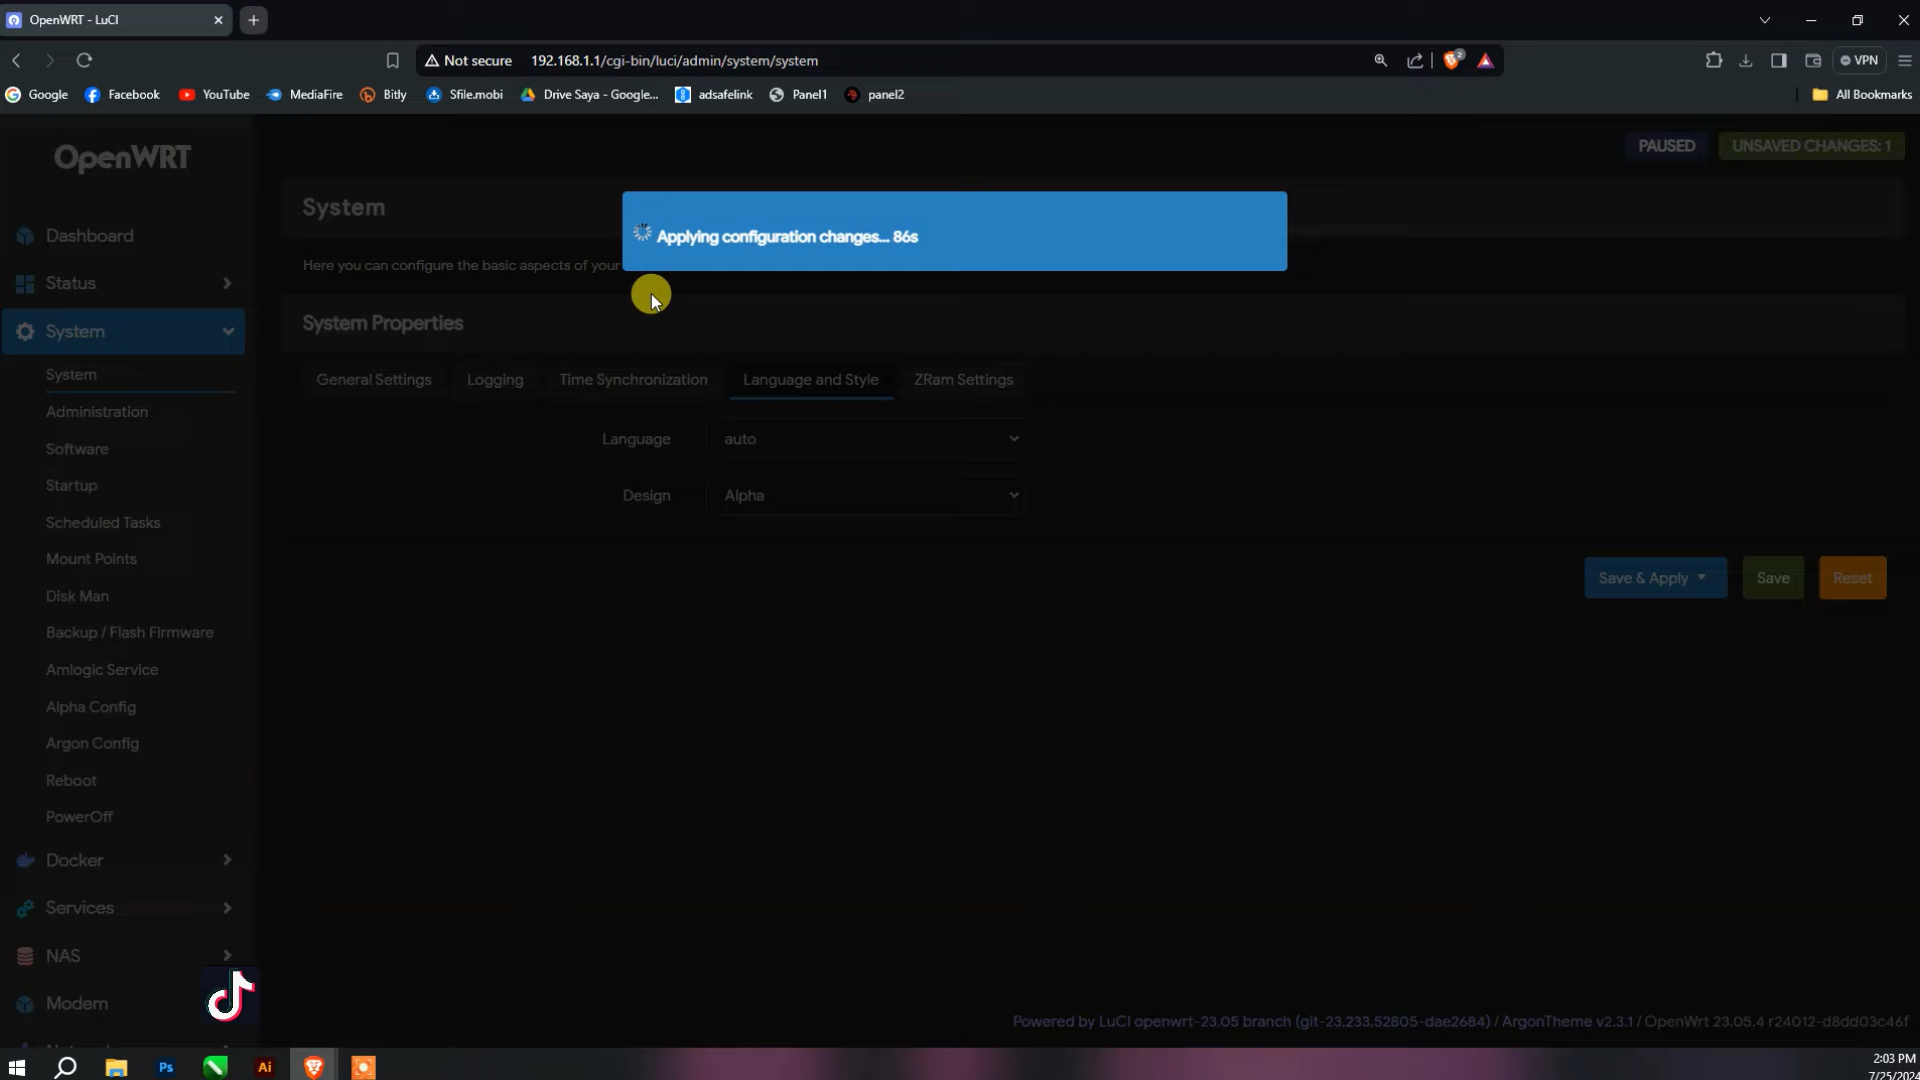 OpenWRT - LuCI
Not secure 192.168.1.1/cgi-bin/luci/admin/system/system
2
VPN
Google Facebook YouTube MediaFire Bitly Sfile.mobi Drive Saya - Google... adsafelink Panel1 panel2 All Bookmarks
OpenWRT
PAUSED UNSAVED CHANGES: 1
System
Applying configuration changes... 86s
Here you can configure the basic aspects of your
System Properties
General Settings Logging Time Synchronization Language and Style ZRam Settings
Language auto
Design Alpha
Save & Apply Save Reset
Dashboard
Status
System
System
Administration
Software
Startup
Scheduled Tasks
Mount Points
Disk Man
Backup / Flash Firmware
Amlogic Service
Alpha Config
Argon Config
Reboot
PowerOff
Docker
Services
NAS
Modem
Powered by LuCI openwrt-23.05 branch (git-23.233.52805-dae2684) / ArgonTheme v2.3.1 / OpenWrt 23.05.4 r24012-d8dd03c46f
Ps Ai
2:03 PM